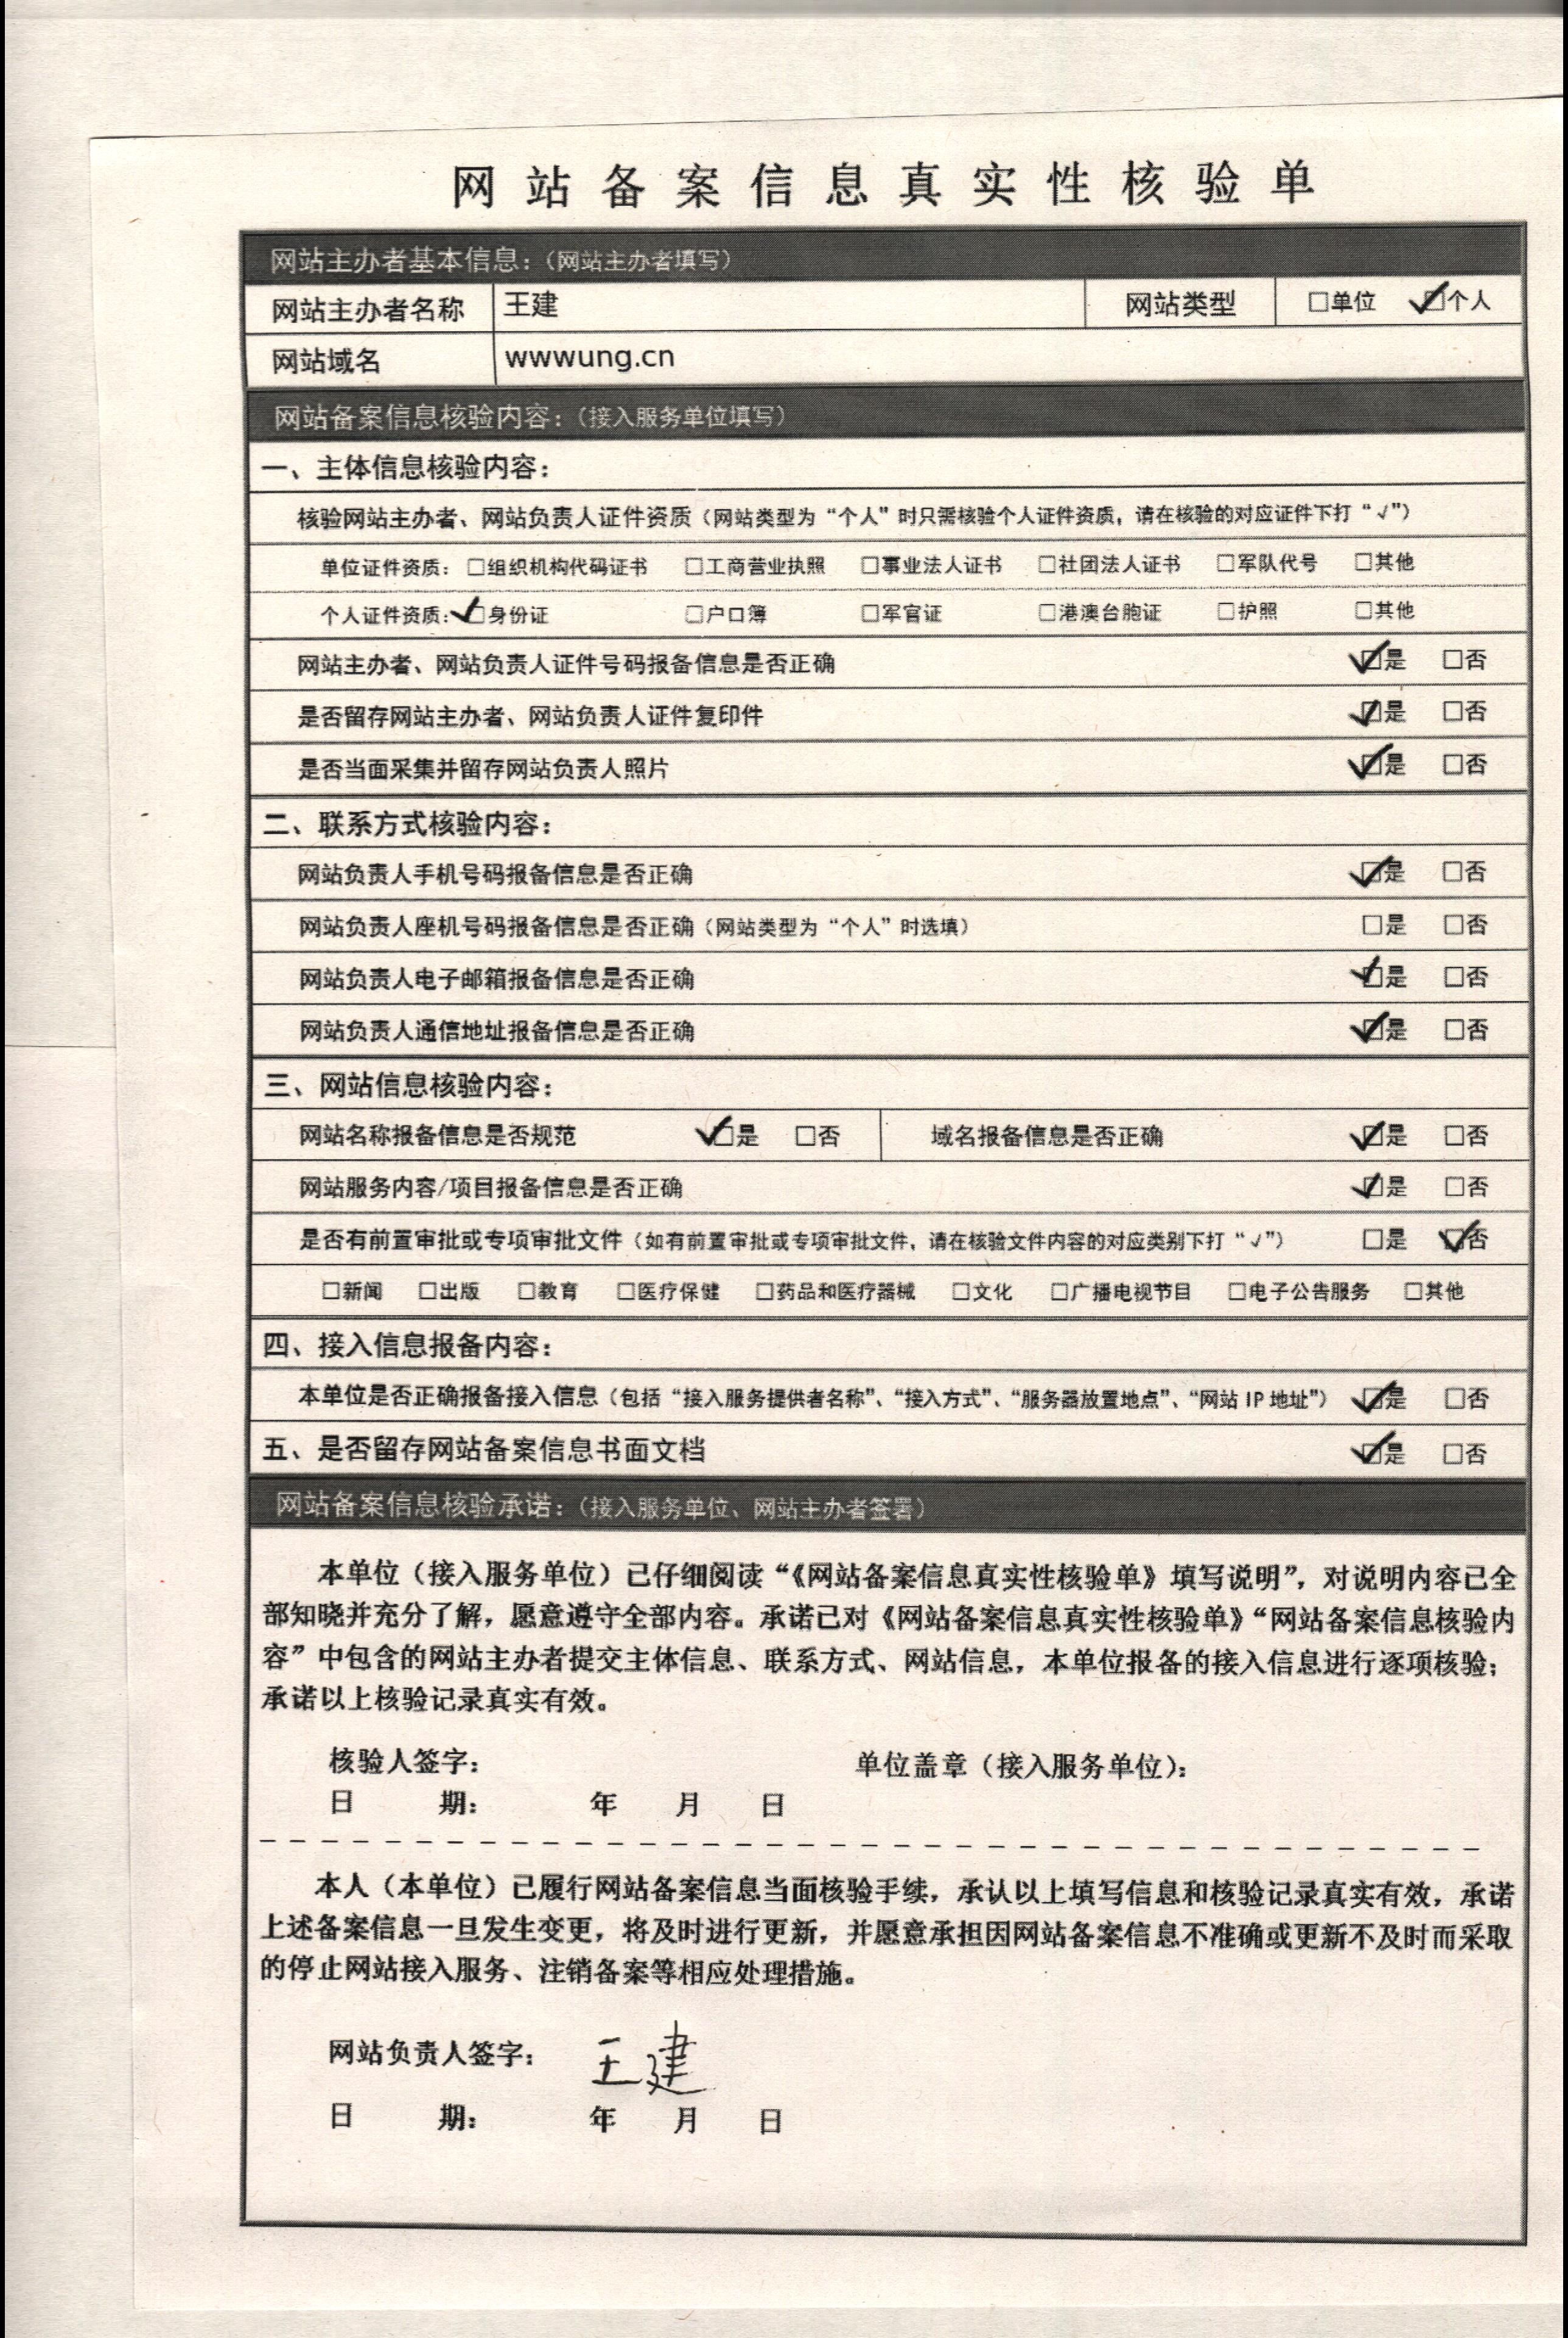 网站备案信息真实性核验单
网站主办者基本信息：（网站主办者填写）
网站主办者名称 王建 网站类型 □单位 ☑个人
网站域名 wwwung.cn
网站备案信息核验内容：（接入服务单位填写）
一、主体信息核验内容：
核验网站主办者、网站负责人证件资质（网站类型为“个人”时只需核验个人证件资质，请在核验的对应证件下打“√”）
单位证件资质：□组织机构代码证书 □工商营业执照 □事业法人证书 □社团法人证书 □军队代号 □其他
个人证件资质：☑身份证 □户口簿 □军官证 □港澳台胞证 □护照 □其他
网站主办者、网站负责人证件号码报备信息是否正确 ☑是 □否
是否留存网站主办者、网站负责人证件复印件 ☑是 □否
是否当面采集并留存网站负责人照片 ☑是 □否
二、联系方式核验内容：
网站负责人手机号码报备信息是否正确 ☑是 □否
网站负责人座机号码报备信息是否正确（网站类型为“个人”时选填） □是 □否
网站负责人电子邮箱报备信息是否正确 ☑是 □否
网站负责人通信地址报备信息是否正确 ☑是 □否
三、网站信息核验内容：
网站名称报备信息是否规范 ☑是 □否 域名报备信息是否正确 ☑是 □否
网站服务内容/项目报备信息是否正确 ☑是 □否
是否有前置审批或专项审批文件（如有前置审批或专项审批文件，请在核验文件内容的对应类别下打“√”） □是 ☑否
□新闻 □出版 □教育 □医疗保健 □药品和医疗器械 □文化 □广播电视节目 □电子公告服务 □其他
四、接入信息报备内容：
本单位是否正确报备接入信息（包括“接入服务提供者名称”、“接入方式”、“服务器放置地点”、“网站 IP 地址”） ☑是 □否
五、是否留存网站备案信息书面文档 ☑是 □否
网站备案信息核验承诺：（接入服务单位、网站主办者签署）
本单位（接入服务单位）已仔细阅读“《网站备案信息真实性核验单》填写说明”，对说明内容已全
部知晓并充分了解，愿意遵守全部内容。承诺已对《网站备案信息真实性核验单》“网站备案信息核验内
容”中包含的网站主办者提交主体信息、联系方式、网站信息，本单位报备的接入信息进行逐项核验；
承诺以上核验记录真实有效。
核验人签字： 单位盖章（接入服务单位）：
日 期： 年 月 日
本人（本单位）已履行网站备案信息当面核验手续，承认以上填写信息和核验记录真实有效，承诺
上述备案信息一旦发生变更，将及时进行更新，并愿意承担因网站备案信息不准确或更新不及时而采取
的停止网站接入服务、注销备案等相应处理措施。
网站负责人签字： 王建
日 期： 年 月 日